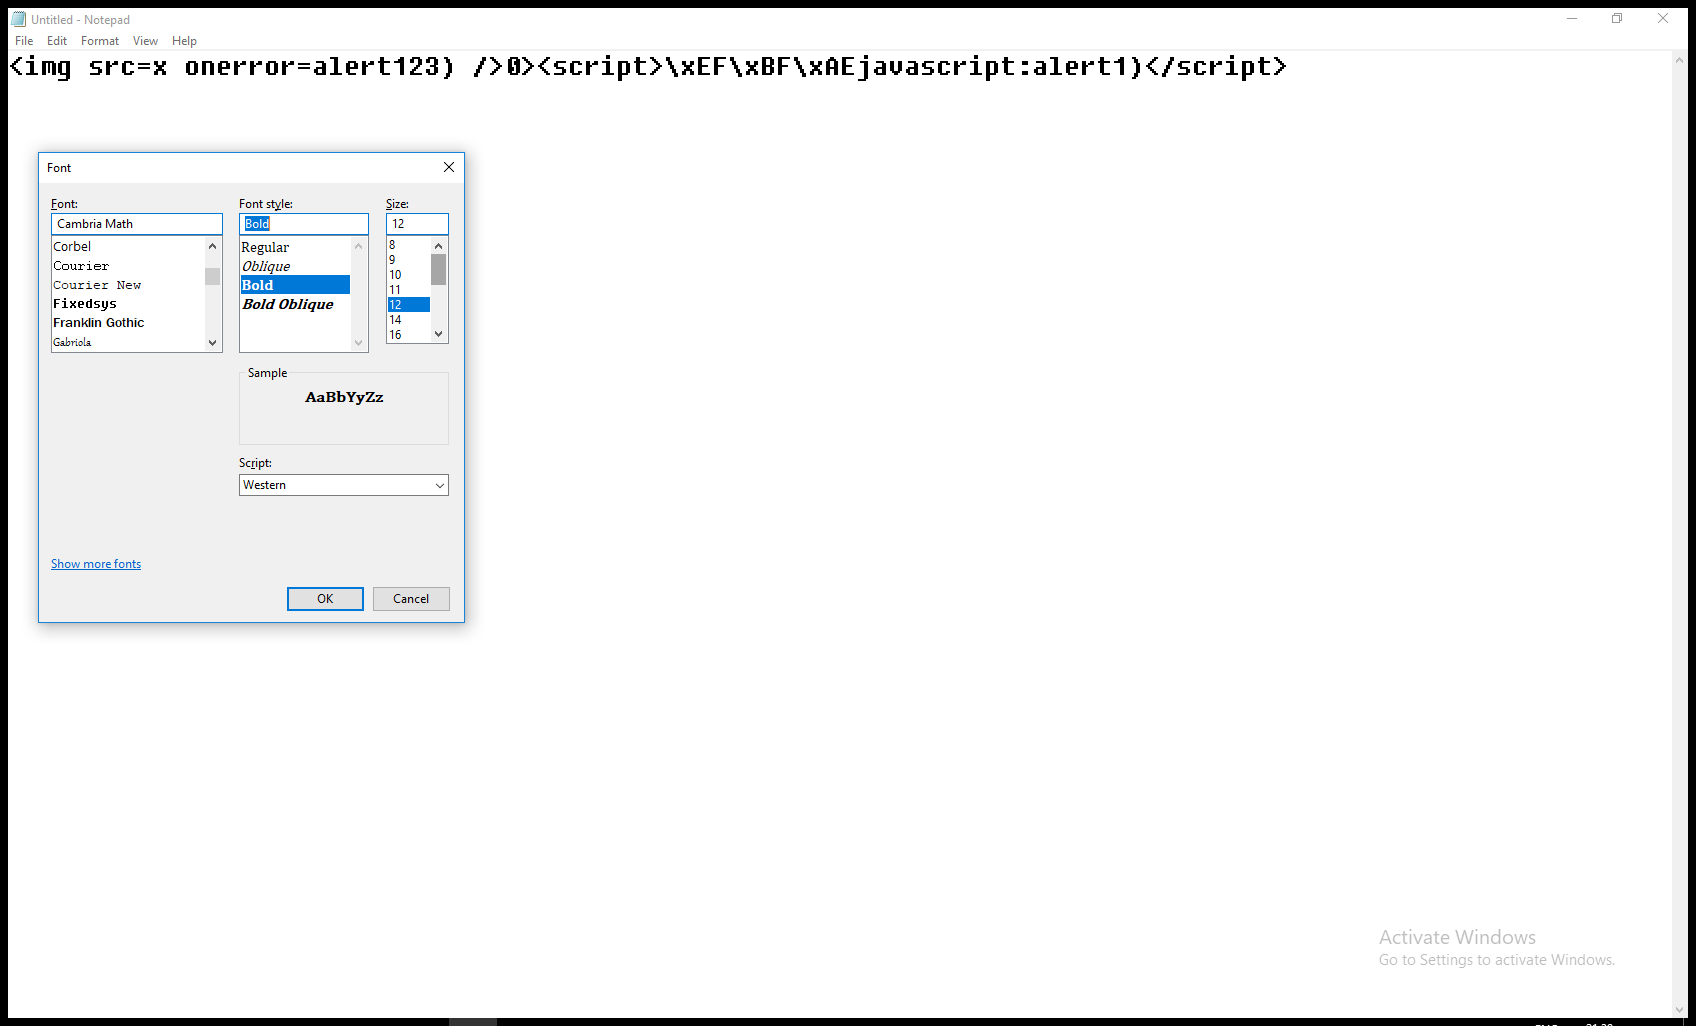 Untitled - Notepad
File Edit Format View Help
<img src=x onerror=alert123) />0><script>\xEF\xBF\xAEjavascript:alert1)</script>
Font
Font: Font style: Size:
Cambria Math Bold 12
Corbel
Courier
Courier New
Fixedsys
Franklin Gothic
Gabriola
Regular
Oblique
Bold
Bold Oblique
8
9
10
11
12
14
16
Sample
AaBbYyZz
Script:
Western
Show more fonts
OK Cancel
Activate Windows
Go to Settings to activate Windows.